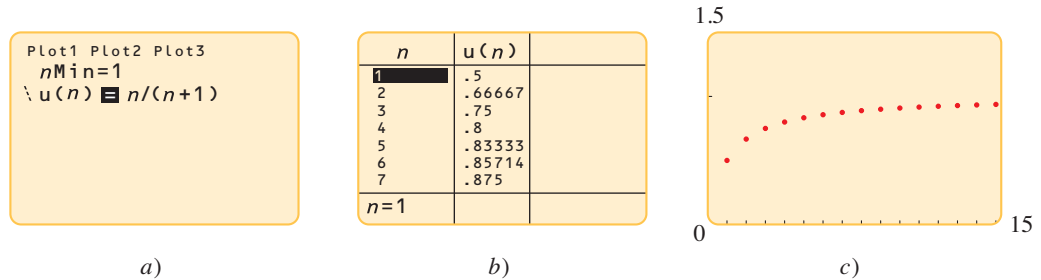 Plot1 Plot2 Plot3
nMin=1
u(n) = n/(n+1)
n u(n)
1 .5
2 .66667
3 .75
4 .8
5 .83333
6 .85714
7 .875
n=1
1.5
0
15
a)
b)
c)